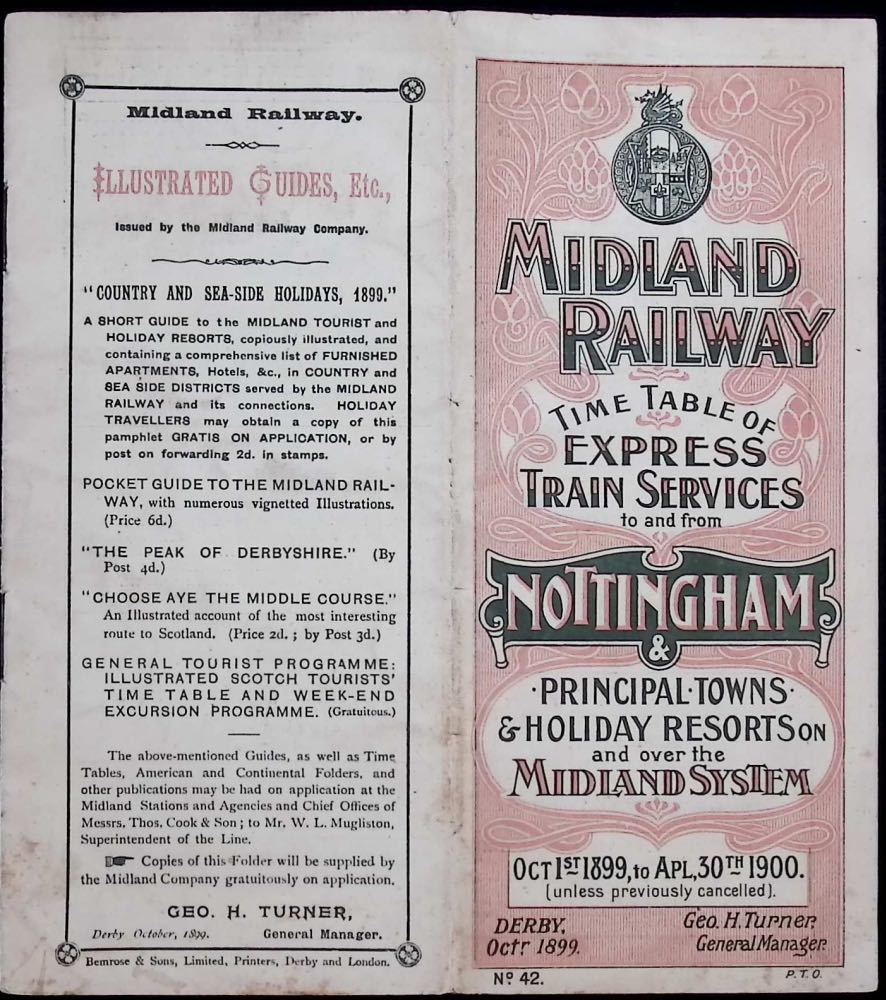 Midland Railway.
ILLUSTRATED GUIDES, Etc.,
Issued by the Midland Railway Company.
"COUNTRY AND SEA-SIDE HOLIDAYS, 1899."
A SHORT GUIDE to the MIDLAND TOURIST and
HOLIDAY RESORTS, copiously illustrated, and
containing a comprehensive list of FURNISHED
APARTMENTS, Hotels, &c., in COUNTRY and
SEA SIDE DISTRICTS served by the MIDLAND
RAILWAY and its connections. HOLIDAY
TRAVELLERS may obtain a copy of this
pamphlet GRATIS ON APPLICATION, or by
post on forwarding 2d. in stamps.
POCKET GUIDE TO THE MIDLAND RAIL-
WAY, with numerous vignetted Illustrations.
(Price 6d.)
"THE PEAK OF DERBYSHIRE." (By
Post 4d.)
"CHOOSE AYE THE MIDDLE COURSE."
An Illustrated account of the most interesting
route to Scotland. (Price 2d. ; by Post 3d.)
GENERAL TOURIST PROGRAMME:
ILLUSTRATED SCOTCH TOURISTS'
TIME TABLE AND WEEK-END
EXCURSION PROGRAMME. (Gratuitous.)
The above-mentioned Guides, as well as Time
Tables, American and Continental Folders, and
other publications may be had on application at the
Midland Stations and Agencies and Chief Offices of
Messrs. Thos. Cook & Son ; to Mr. W. L. Mugliston,
Superintendent of the Line.
☞ Copies of this Folder will be supplied by
the Midland Company gratuitously on application.
GEO. H. TURNER,
Derby October, 1899. General Manager.
Bemrose & Sons, Limited, Printers, Derby and London.
MIDLAND
RAILWAY
TIME TABLE OF
EXPRESS
TRAIN SERVICES
to and from
NOTTINGHAM
&
·PRINCIPAL·TOWNS·
& HOLIDAY RESORTS ON
and over the
MIDLAND SYSTEM
OCT 1ST 1899, to APL, 30TH 1900.
(unless previously cancelled).
DERBY, Geo. H. Turner.
Octr 1899. General Manager.
No. 42. P.T.O.